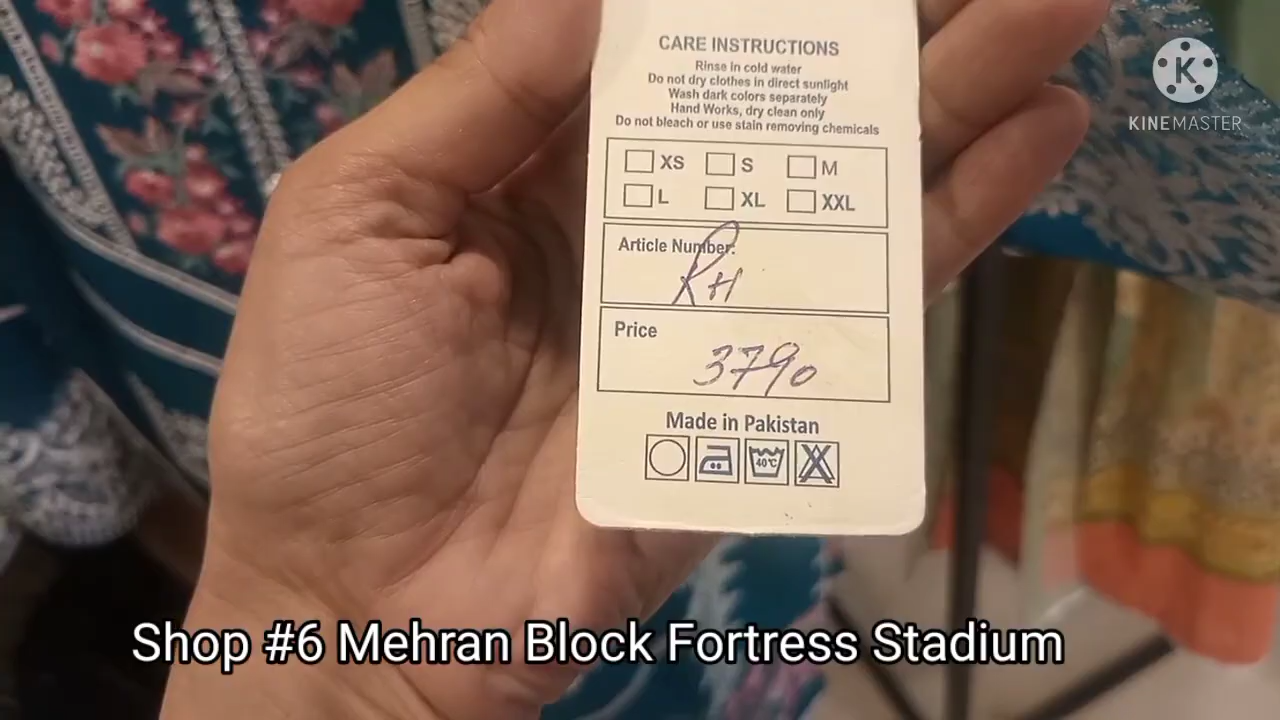 CARE INSTRUCTIONS
Rinse in cold water
Do not dry clothes in direct sunlight
Wash dark colors separately
Hand Works, dry clean only
Do not bleach or use stain removing chemicals
XS S M
L XL XXL
Article Number:
RH
Price
3790
Made in Pakistan
40°C
K
KINEMASTER
Shop #6 Mehran Block Fortress Stadium